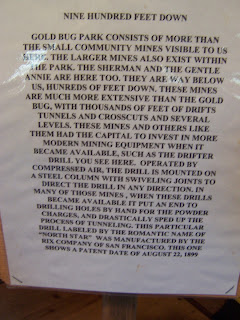 NINE HUNDRED FEET DOWN
GOLD BUG PARK CONSISTS OF MORE THAN
THE SMALL COMMUNITY MINES VISIBLE TO US
HERE. THE LARGER MINES ALSO EXIST WITHIN
THE PARK. THE SHERMAN AND THE GENTLE
ANNIE ARE HERE TOO. THEY ARE WAY BELOW
US, HUNREDS OF FEET DOWN. THESE MINES
ARE MUCH MORE EXTENSIVE THAN THE GOLD
BUG, WITH THOUSANDS OF FEET OF DRIFTS
TUNNELS AND CROSSCUTS AND SEVERAL
LEVELS. THESE MINES AND OTHERS LIKE
THEM HAD THE CAPITAL TO INVEST IN MORE
MODERN MINING EQUIPMENT WHEN IT
BECAME AVAILABLE, SUCH AS THE DRIFTER
DRILL YOU SEE HERE. OPERATED BY
COMPRESSED AIR, THE DRILL IS MOUNTED ON
A STEEL COLUMN WITH SWIVELING JOINTS TO
DIRECT THE DRILL IN ANY DIRECTION. IN
MANY OF THOSE MINES , WHEN THESE DRILLS
BECAME AVAILABLE IT PUT AN END TO
DRILLING HOLES BY HAND FOR THE POWDER
CHARGES, AND DRASTICALLY SPED UP THE
PROCESS OF TUNNELING. THIS PARTICULAR
DRILL LABELED BY THE ROMANTIC NAME OF
"NORTH STAR" WAS MANUFACTURED BY THE
RIX COMPANY OF SAN FRANCISCO. THIS ONE
SHOWS A PATENT DATE OF AUGUST 22, 1899